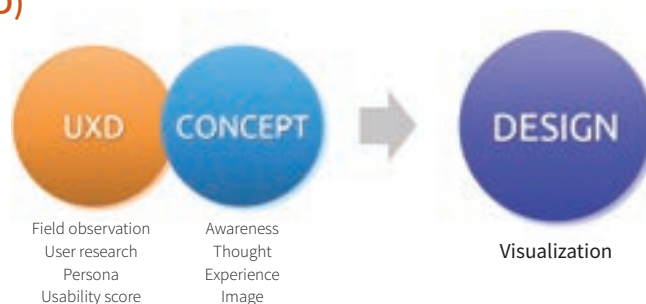 UXD
CONCEPT
DESIGN
Field observation
User research
Persona
Usability score
Awareness
Thought
Experience
Image
Visualization